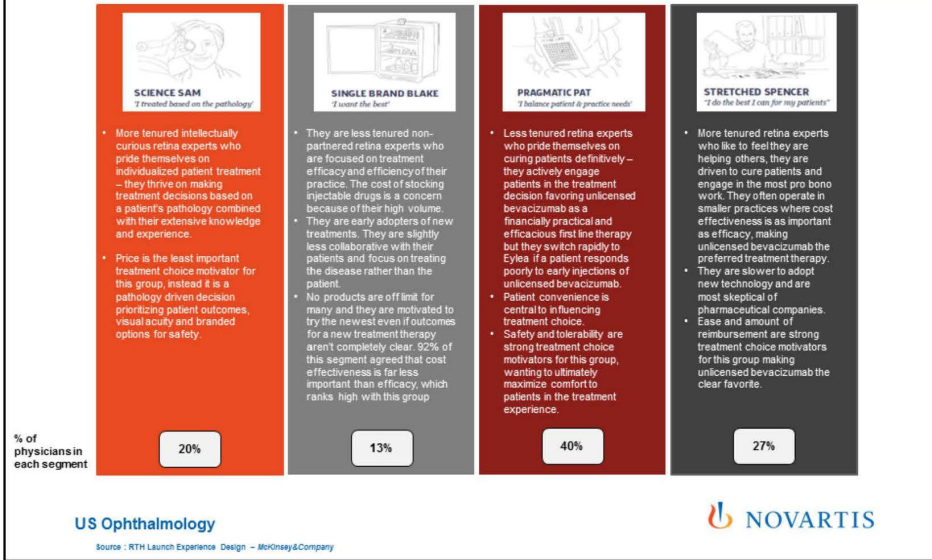 SCIENCE SAM
'I treated based on the pathology'
• More tenured intellectually
curious retina experts who
pride themselves on
individualized patient treatment
– they thrive on making
treatment decisions based on
a patient's pathology combined
with their extensive knowledge
and experience.
• Price is the least important
treatment choice motivator for
this group, instead it is a
pathology driven decision
prioritizing patient outcomes,
visual acuity and branded
options for safety.
SINGLE BRAND BLAKE
'I want the best'
• They are less tenured non-
partnered retina experts who
are focused on treatment
efficacy and efficiency of their
practice. The cost of stocking
injectable drugs is a concern
because of their high volume.
• They are early adopters of new
treatments. They are slightly
less collaborative with their
patients and focus on treating
the disease rather than the
patient.
• No products are off limit for
many and they are motivated to
try the newest even if outcomes
for a new treatment therapy
aren't completely clear. 92% of
this segment agreed that cost
effectiveness is far less
important than efficacy, which
ranks high with this group
PRAGMATIC PAT
'I balance patient & practice needs'
• Less tenured retina experts
who pride themselves on
curing patients definitively –
they actively engage
patients in the treatment
decision favoring unlicensed
bevacizumab as a
financially practical and
efficacious first line therapy
but they switch rapidly to
Eylea if a patient responds
poorly to early injections of
unlicensed bevacizumab.
• Patient convenience is
central to influencing
treatment choice.
• Safety and tolerability are
strong treatment choice
motivators for this group,
wanting to ultimately
maximize comfort to
patients in the treatment
experience.
STRETCHED SPENCER
"I do the best I can for my patients"
• More tenured retina experts
who like to feel they are
helping others, they are
driven to cure patients and
engage in the most pro bono
work. They often operate in
smaller practices where cost
effectiveness is as important
as efficacy, making
unlicensed bevacizumab the
preferred treatment therapy.
• They are slower to adopt
new technology and are
most skeptical of
pharmaceutical companies.
• Ease and amount of
reimbursement are strong
treatment choice motivators
for this group making
unlicensed bevacizumab the
clear favorite.
% of
physicians in
each segment
20%
13%
40%
27%
US Ophthalmology
NOVARTIS
Source : RTH Launch Experience Design – McKinsey&Company